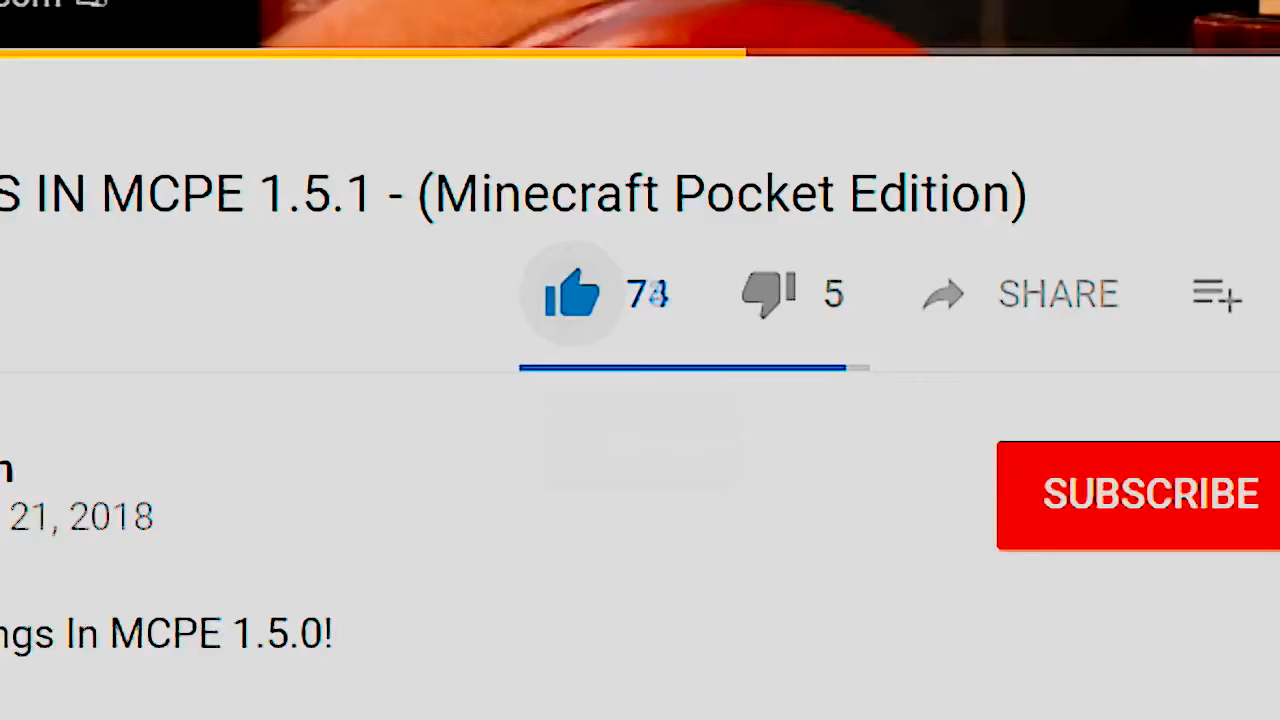 S IN MCPE 1.5.1 - (Minecraft Pocket Edition)
5 SHARE
21, 2018
SUBSCRIBE
ngs In MCPE 1.5.0!